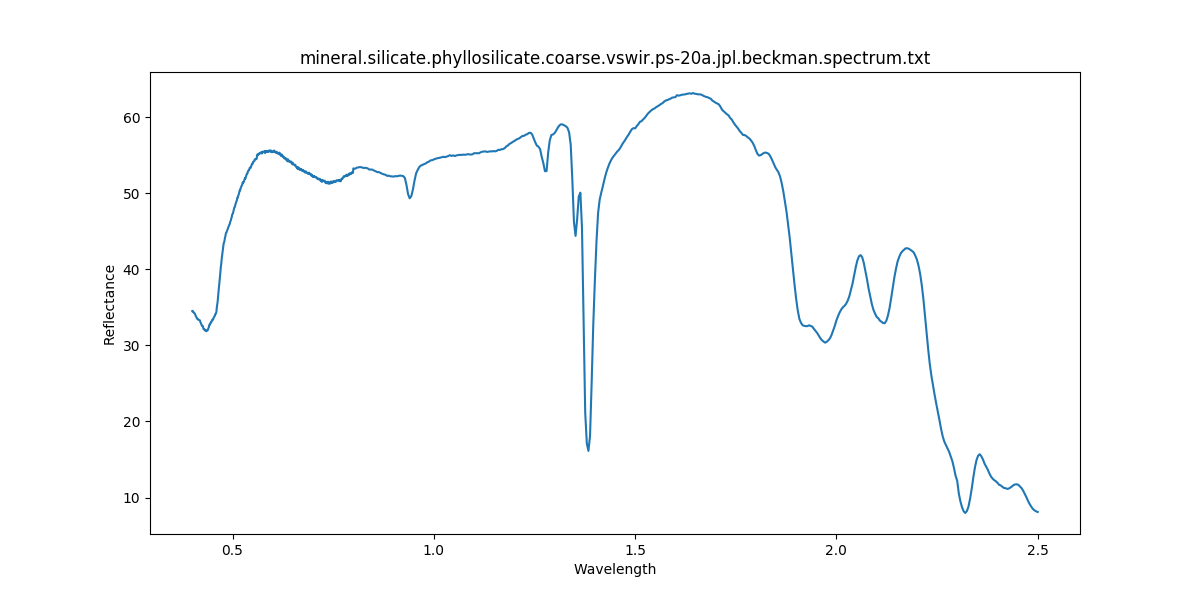 mineral.silicate.phyllosilicate.coarse.vswir.ps-20a.jpl.beckman.spectrum.txt
60
50
40
30
20
10
Reflectance
0.5 1.0 1.5 2.0 2.5
Wavelength